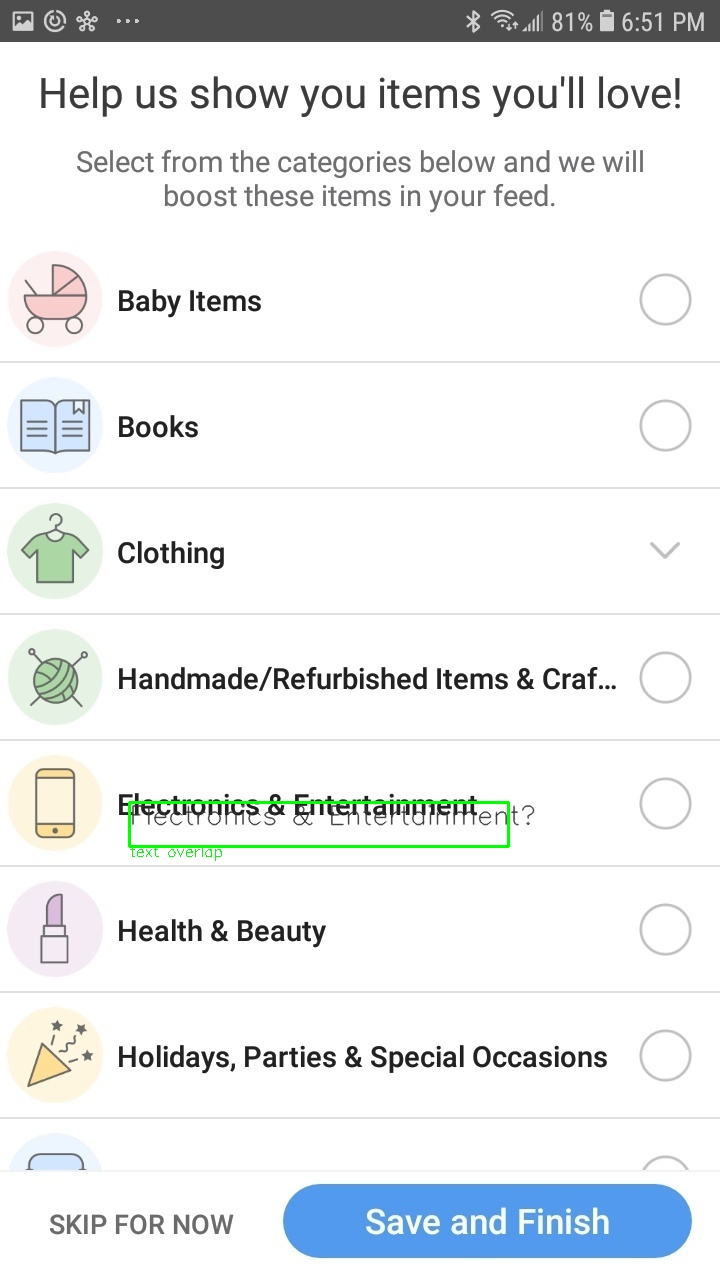 81% 6:51 PM
Help us show you items you'll love!
Select from the categories below and we will
boost these items in your feed.
Baby Items
Books
Clothing
Handmade/Refurbished Items & Craf...
Electronics & Entertainment
Electronics & Entertainment?
text overlap
Health & Beauty
Holidays, Parties & Special Occasions
SKIP FOR NOW
Save and Finish